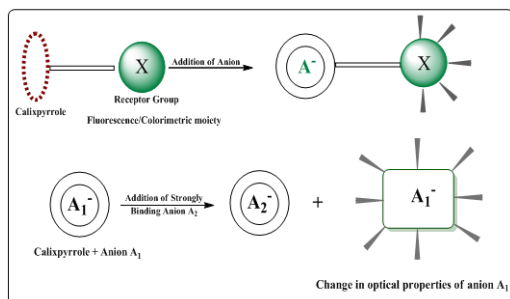 X
Addition of Anion
A⁻
X
Calixpyrrole
Receptor Group
Fluorescence/Colorimetric moiety
A₁⁻
Addition of Strongly
Binding Anion A₂
A₂⁻
+
A₁⁻
Calixpyrrole + Anion A₁
Change in optical properties of anion A₁